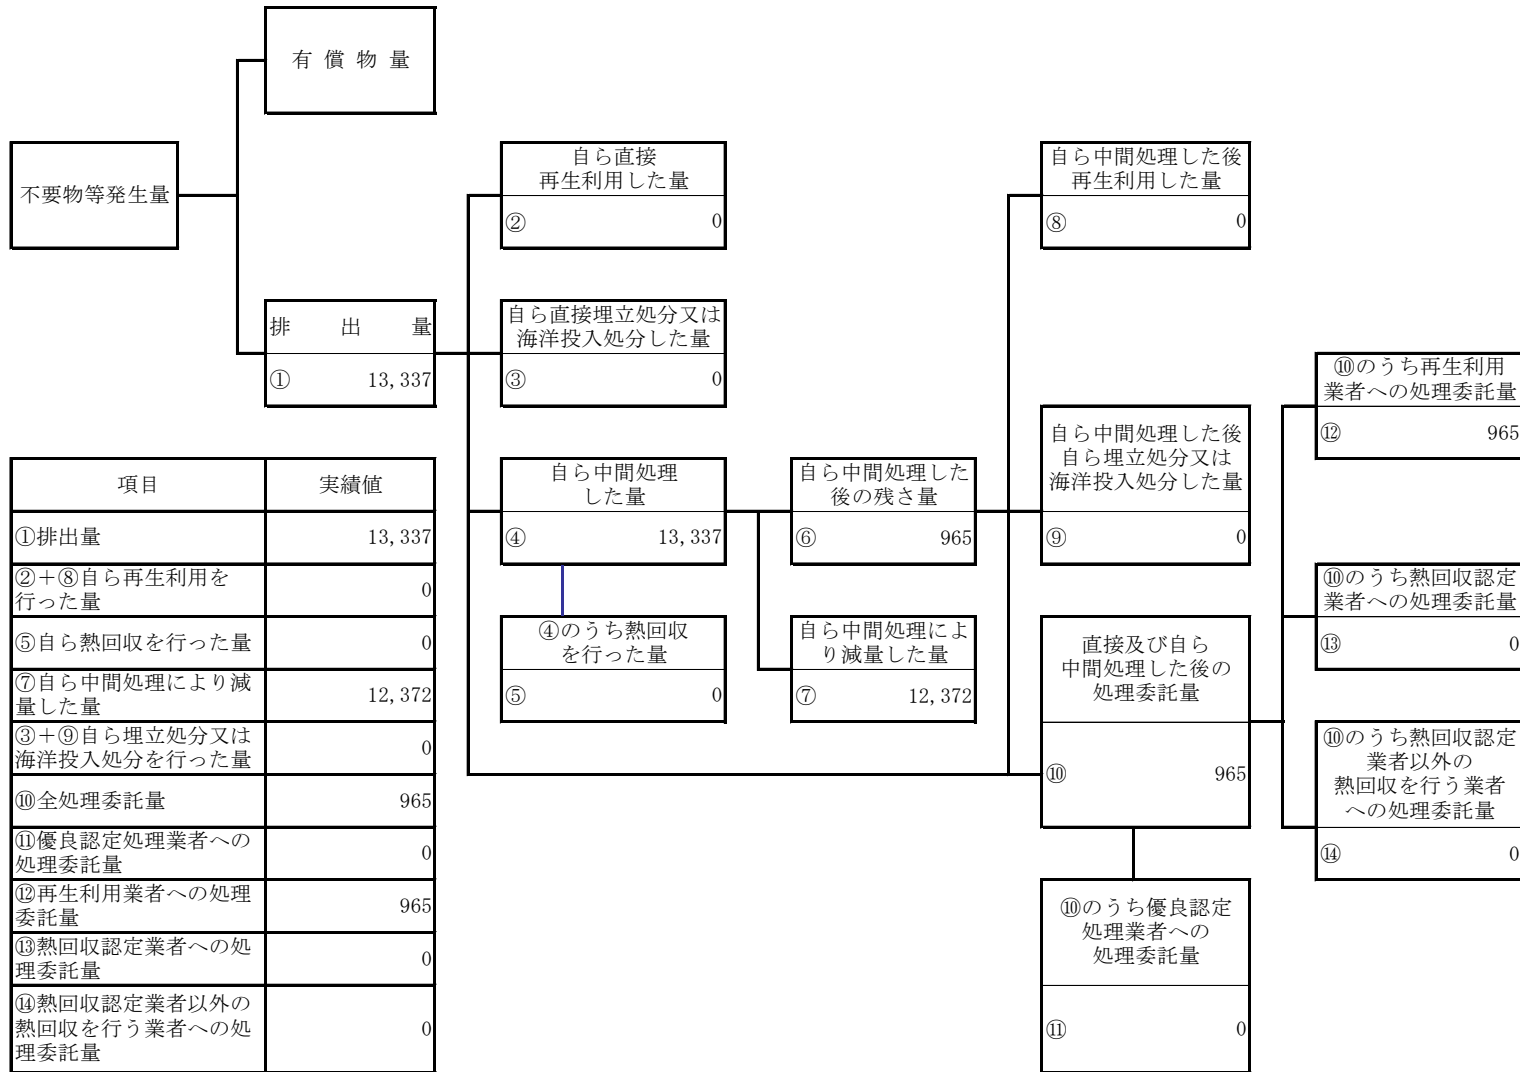 有償物量
不要物等発生量
自ら直接
再生利用した量
② 0
自ら中間処理した後
再生利用した量
⑧ 0
排出量
① 13,337
自ら直接埋立処分又は
海洋投入処分した量
③ 0
⑩のうち再生利用
業者への処理委託量
⑫ 965
自ら中間処理した後
自ら埋立処分又は
海洋投入処分した量
⑨ 0
自ら中間処理
した量
④ 13,337
自ら中間処理した
後の残さ量
⑥ 965
⑩のうち熱回収認定
業者への処理委託量
⑬ 0
④のうち熱回収
を行った量
⑤ 0
自ら中間処理によ
り減量した量
⑦ 12,372
直接及び自ら
中間処理した後の
処理委託量
⑩ 965
⑩のうち熱回収認定
業者以外の
熱回収を行う業者
への処理委託量
⑭ 0
⑩のうち優良認定
処理業者への
処理委託量
⑪ 0
項目 実績値
①排出量 13,337
②+⑧自ら再生利用を
行った量 0
⑤自ら熱回収を行った量 0
⑦自ら中間処理により減
量した量 12,372
③+⑨自ら埋立処分又は
海洋投入処分を行った量 0
⑩全処理委託量 965
⑪優良認定処理業者への
処理委託量 0
⑫再生利用業者への処理
委託量 965
⑬熱回収認定業者への処
理委託量 0
⑭熱回収認定業者以外の
熱回収を行う業者への処
理委託量 0